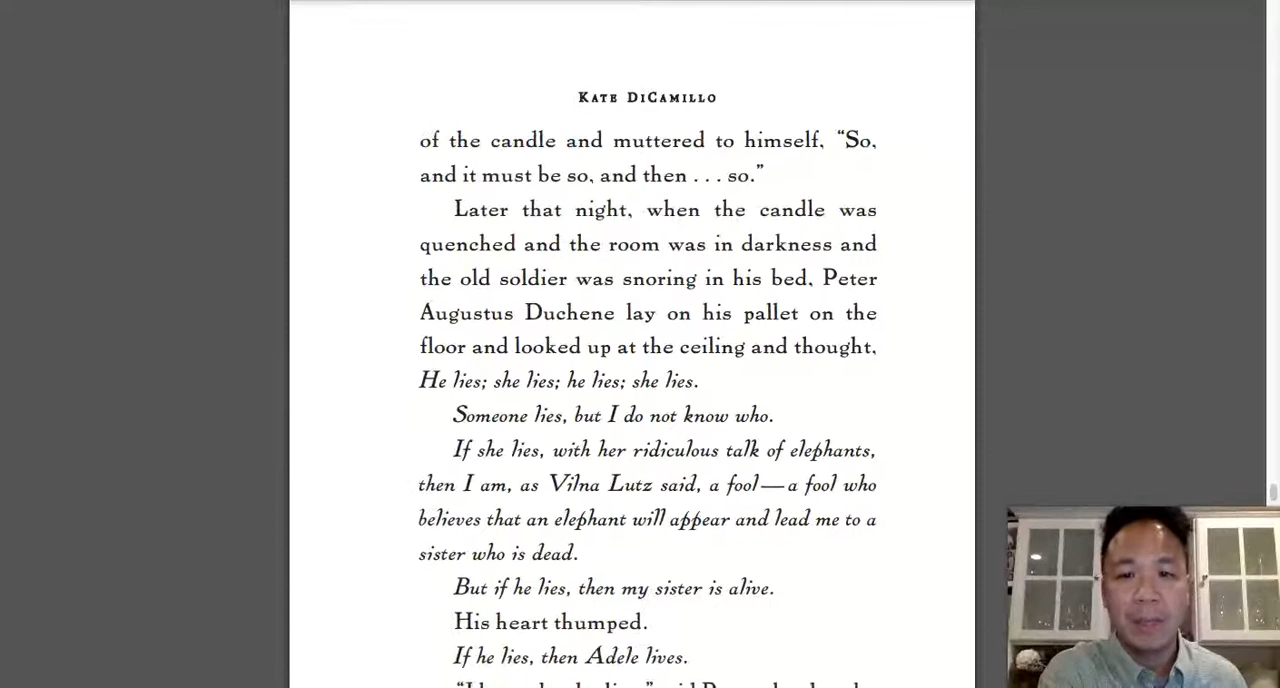 KATE DICAMILLO
of the candle and muttered to himself, “So,
and it must be so, and then . . . so.”
Later that night, when the candle was
quenched and the room was in darkness and
the old soldier was snoring in his bed, Peter
Augustus Duchene lay on his pallet on the
floor and looked up at the ceiling and thought,
He lies; she lies; he lies; she lies.
Someone lies, but I do not know who.
If she lies, with her ridiculous talk of elephants,
then I am, as Vilna Lutz said, a fool—a fool who
believes that an elephant will appear and lead me to a
sister who is dead.
But if he lies, then my sister is alive.
His heart thumped.
If he lies, then Adele lives.